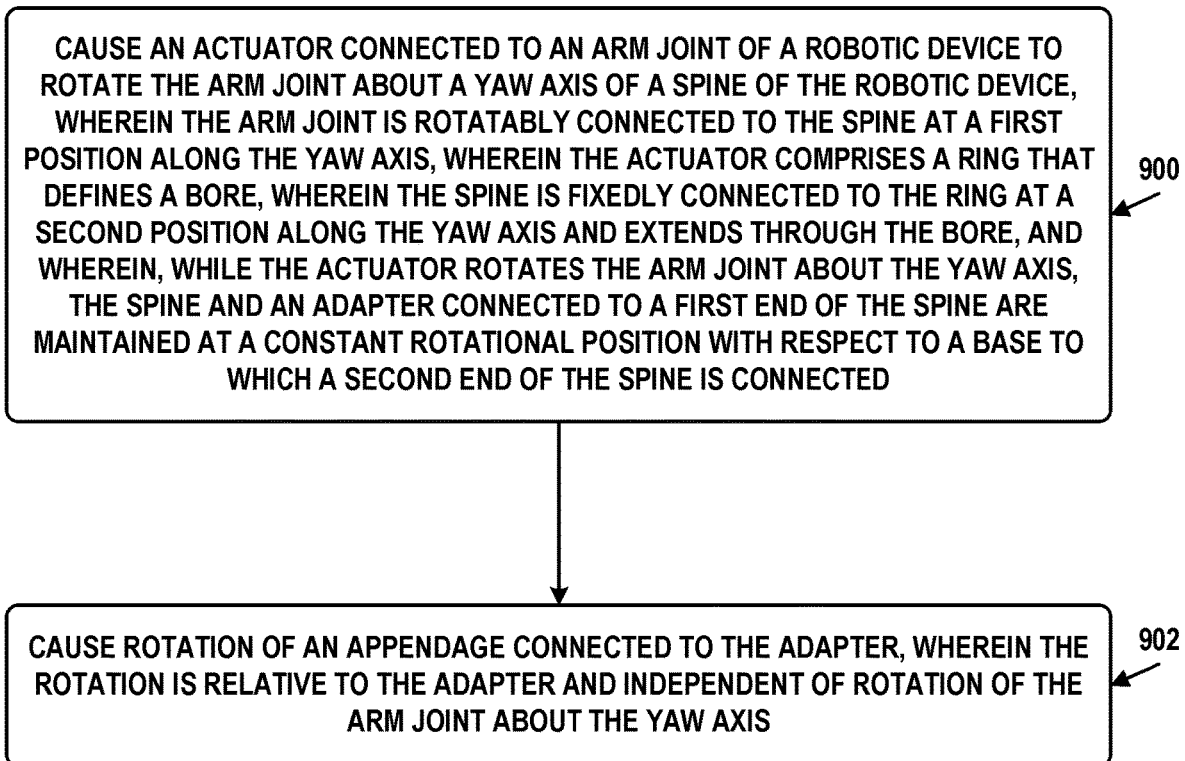 CAUSE AN ACTUATOR CONNECTED TO AN ARM JOINT OF A ROBOTIC DEVICE TO
ROTATE THE ARM JOINT ABOUT A YAW AXIS OF A SPINE OF THE ROBOTIC DEVICE,
WHEREIN THE ARM JOINT IS ROTATABLY CONNECTED TO THE SPINE AT A FIRST
POSITION ALONG THE YAW AXIS, WHEREIN THE ACTUATOR COMPRISES A RING THAT
DEFINES A BORE, WHEREIN THE SPINE IS FIXEDLY CONNECTED TO THE RING AT A
SECOND POSITION ALONG THE YAW AXIS AND EXTENDS THROUGH THE BORE, AND
WHEREIN, WHILE THE ACTUATOR ROTATES THE ARM JOINT ABOUT THE YAW AXIS,
THE SPINE AND AN ADAPTER CONNECTED TO A FIRST END OF THE SPINE ARE
MAINTAINED AT A CONSTANT ROTATIONAL POSITION WITH RESPECT TO A BASE TO
WHICH A SECOND END OF THE SPINE IS CONNECTED
900
CAUSE ROTATION OF AN APPENDAGE CONNECTED TO THE ADAPTER, WHEREIN THE
ROTATION IS RELATIVE TO THE ADAPTER AND INDEPENDENT OF ROTATION OF THE
ARM JOINT ABOUT THE YAW AXIS
902